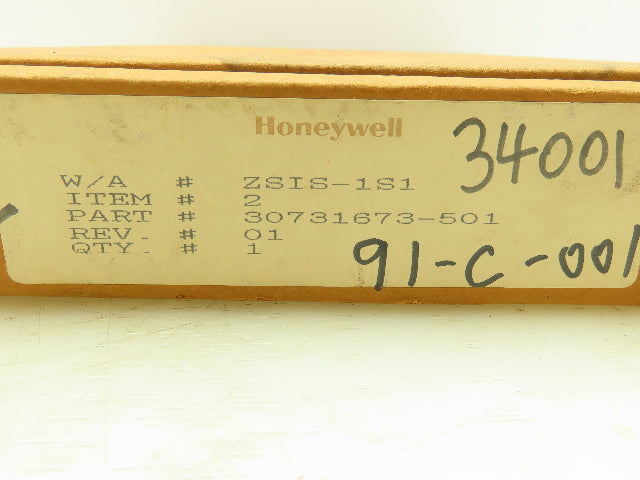 Honeywell
34001
W/A # ZSIS-1S1
ITEM # 2
PART # 30731673-501
REV. # 01
QTY. # 1
91-C-001